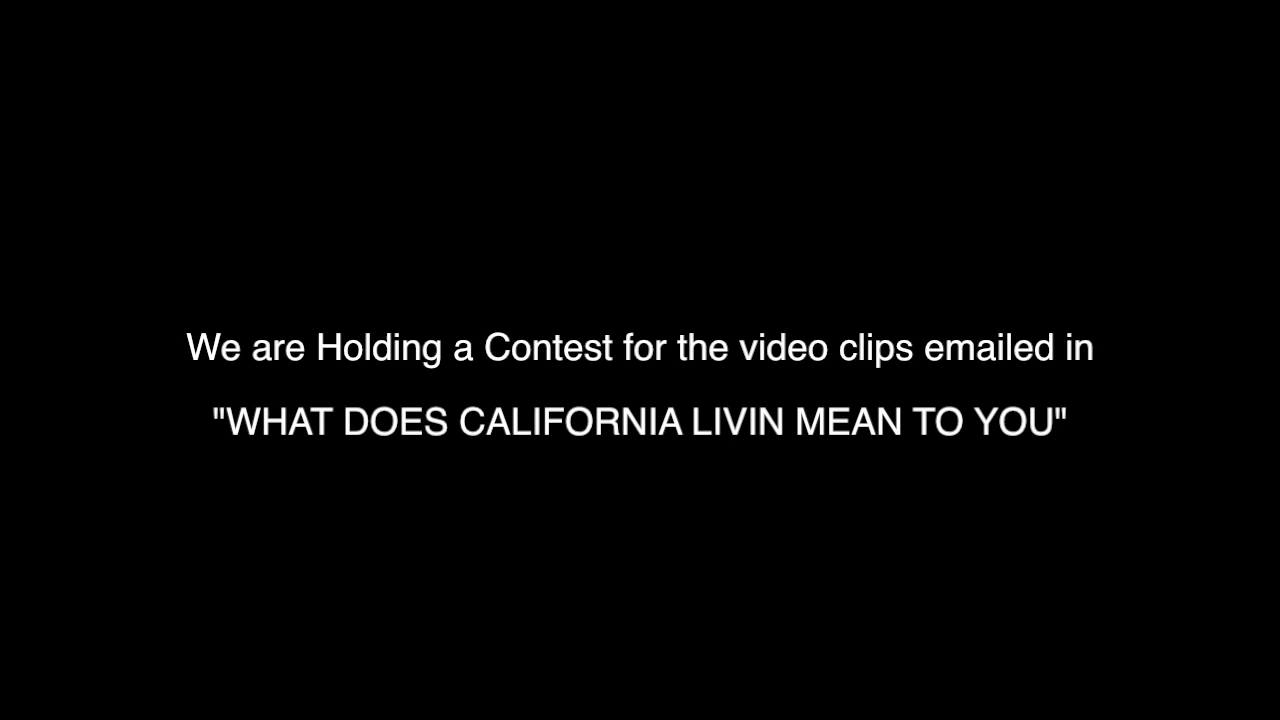 We are Holding a Contest for the video clips emailed in
"WHAT DOES CALIFORNIA LIVIN MEAN TO YOU"